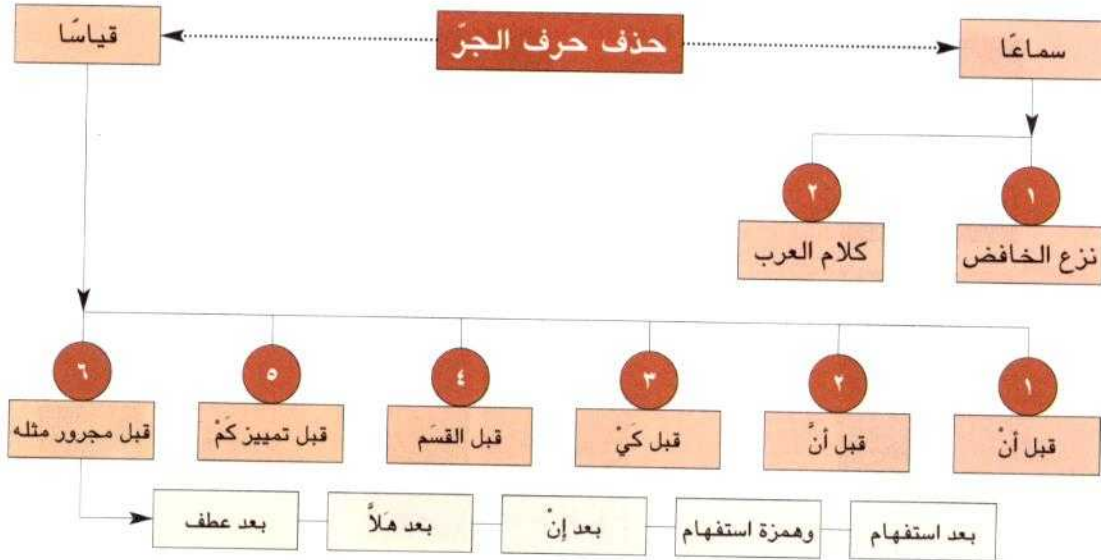 حذف حرف الجرّ
سماعًا
قياسًا
١
نزع الخافض
٢
كلام العرب
١
قبل أنْ
٢
قبل أنَّ
٣
قبل كَيْ
٤
قبل القسَم
٥
قبل تمييز كَمْ
٦
قبل مجرور مثله
بعد استفهام
وهمزة استفهام
بعد إنْ
بعد هَلاَّ
بعد عطف